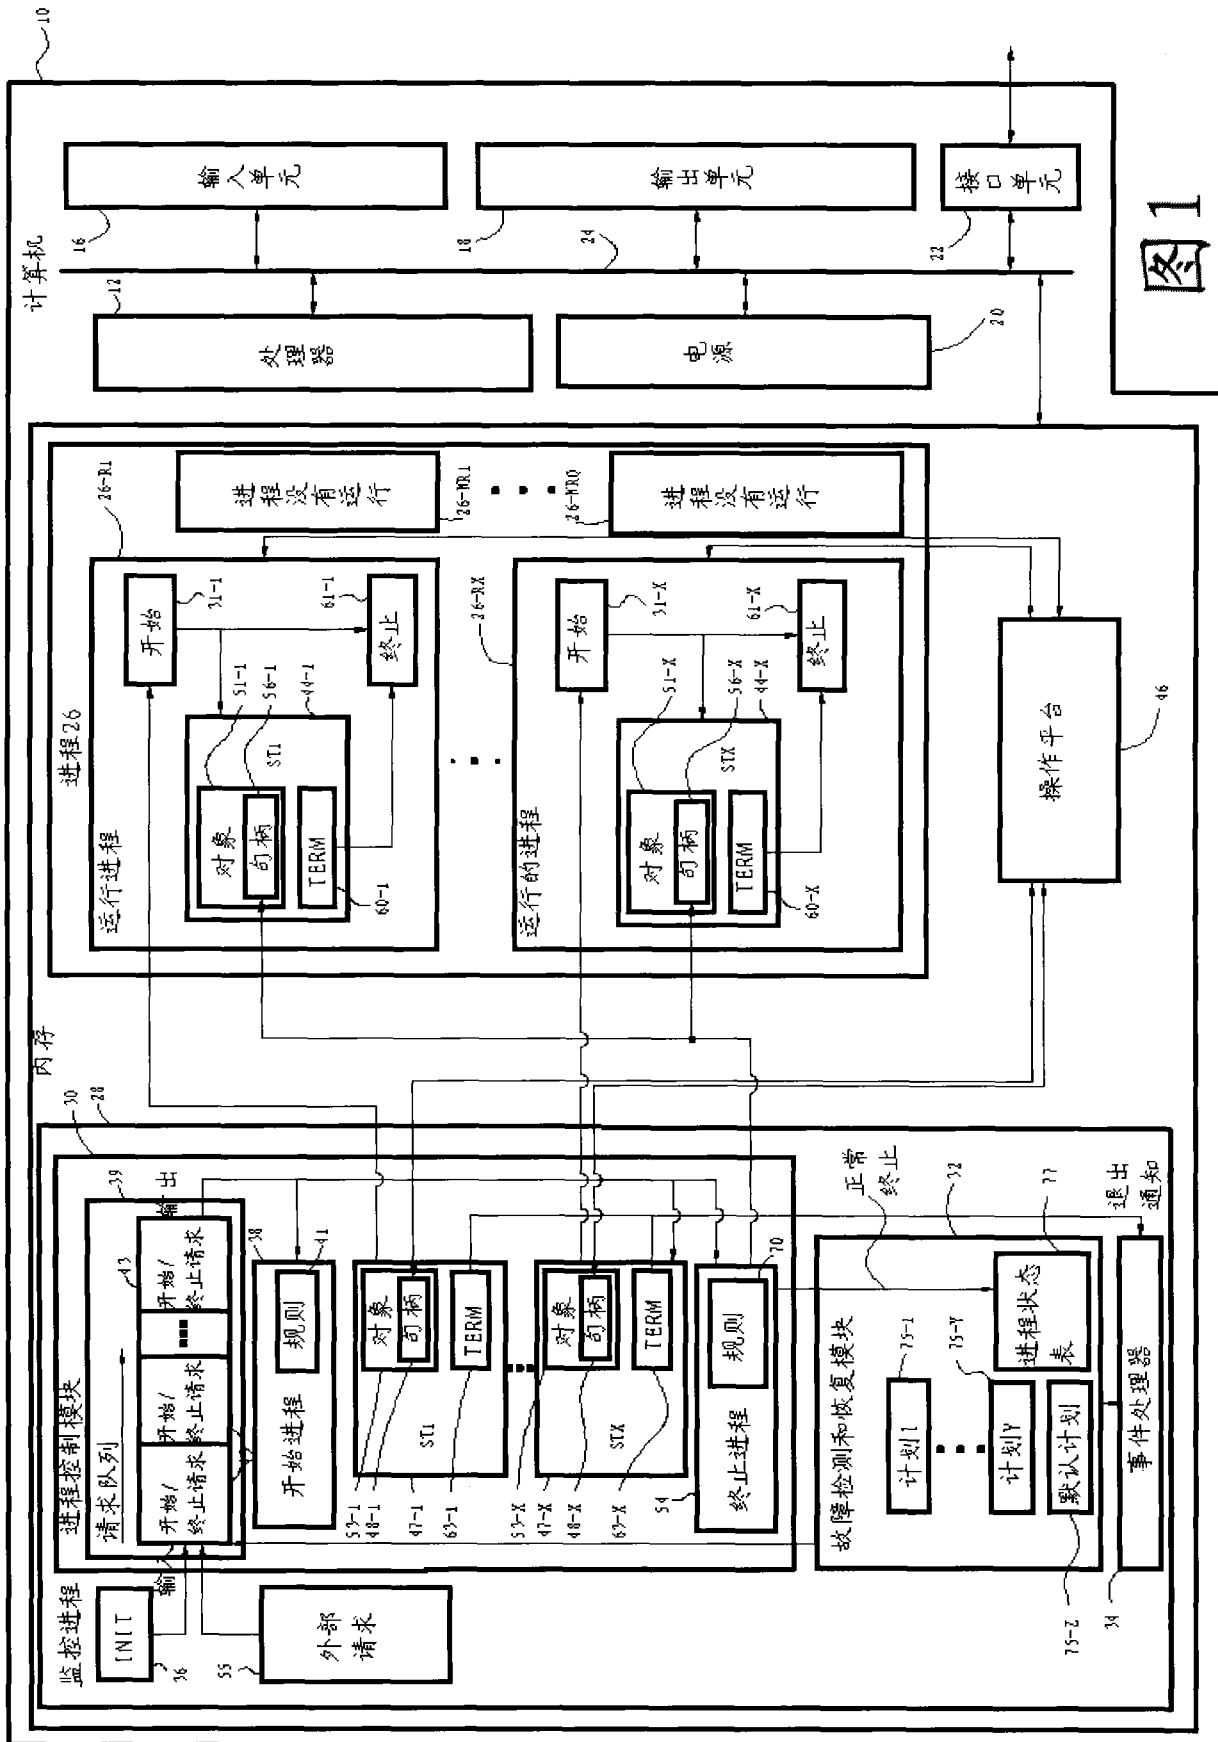 10
计算机
输入单元
16
输出单元
18
接口单元
22
24
处理器
12
电源
20
图1
内存
进程26
运行进程
26-R1
进程没有运行
26-NR1
进程没有运行
26-NRQ
开始
31-1
终止
61-1
对象
句柄
ST1
TERM
51-1
56-1
44-1
60-1
运行的进程
26-RX
开始
31-X
终止
61-X
对象
句柄
STX
TERM
51-X
56-X
44-X
60-X
操作平台
46
28
监控进程
INIT
36
外部
请求
55
进程控制模块
30
请求队列
39
43
输出
开始/
终止请求
开始/
终止请求
开始/
终止请求
开始进程
38
规则
41
对象
句柄
TERM
ST1
53-1
48-1
47-1
63-1
对象
句柄
TERM
STX
53-X
47-X
48-X
63-X
终止进程
54
规则
70
故障检测和恢复模块
32
正常
终止
计划1
75-1
计划Y
75-Y
默认计划
75-Z
进程状态
表
77
事件处理器
34
退出
通知